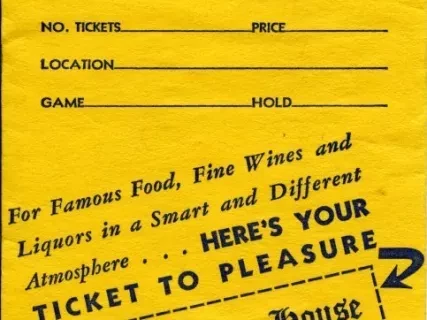 NO. TICKETS PRICE
LOCATION
GAME HOLD
For Famous Food, Fine Wines and
Liquors in a Smart and Different
Atmosphere . . . HERE'S YOUR
TICKET TO PLEASURE
House